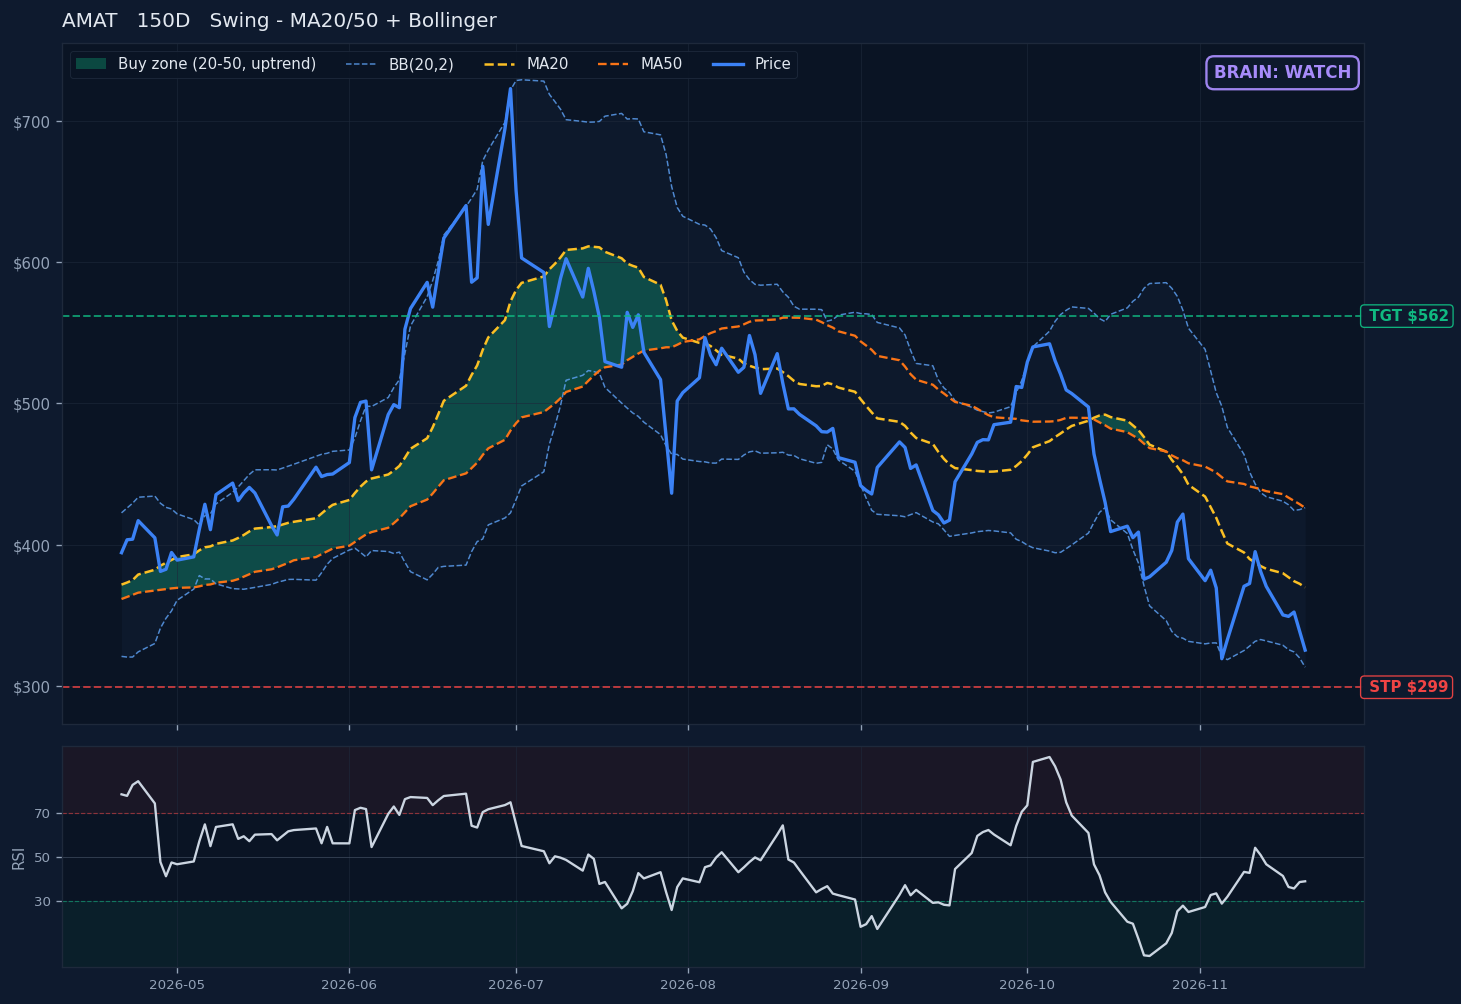 AMAT 150D Swing - MA20/50 + Bollinger
Buy zone (20-50, uptrend) BB(20,2) MA20 MA50 Price
BRAIN: WATCH
$700
$600
TGT $562
$500
$400
$300
STP $299
RSI
70
50
30
2026-05 2026-06 2026-07 2026-08 2026-09 2026-10 2026-11